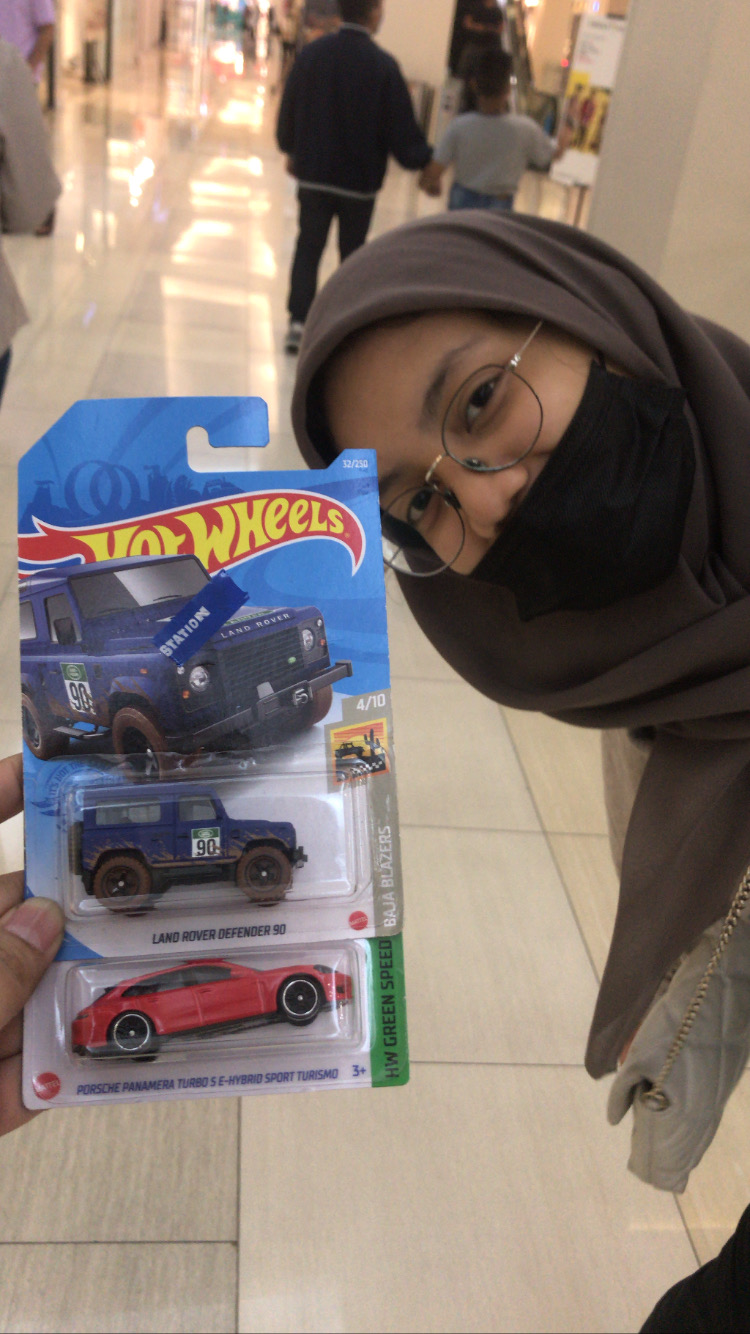 32/250
HOT WHEELS
STATION
LAND ROVER
90
4/10
BAJA BLAZERS
90
LAND ROVER DEFENDER 90
HW GREEN SPEED
PORSCHE PANAMERA TURBO S E-HYBRID SPORT TURISMO
3+